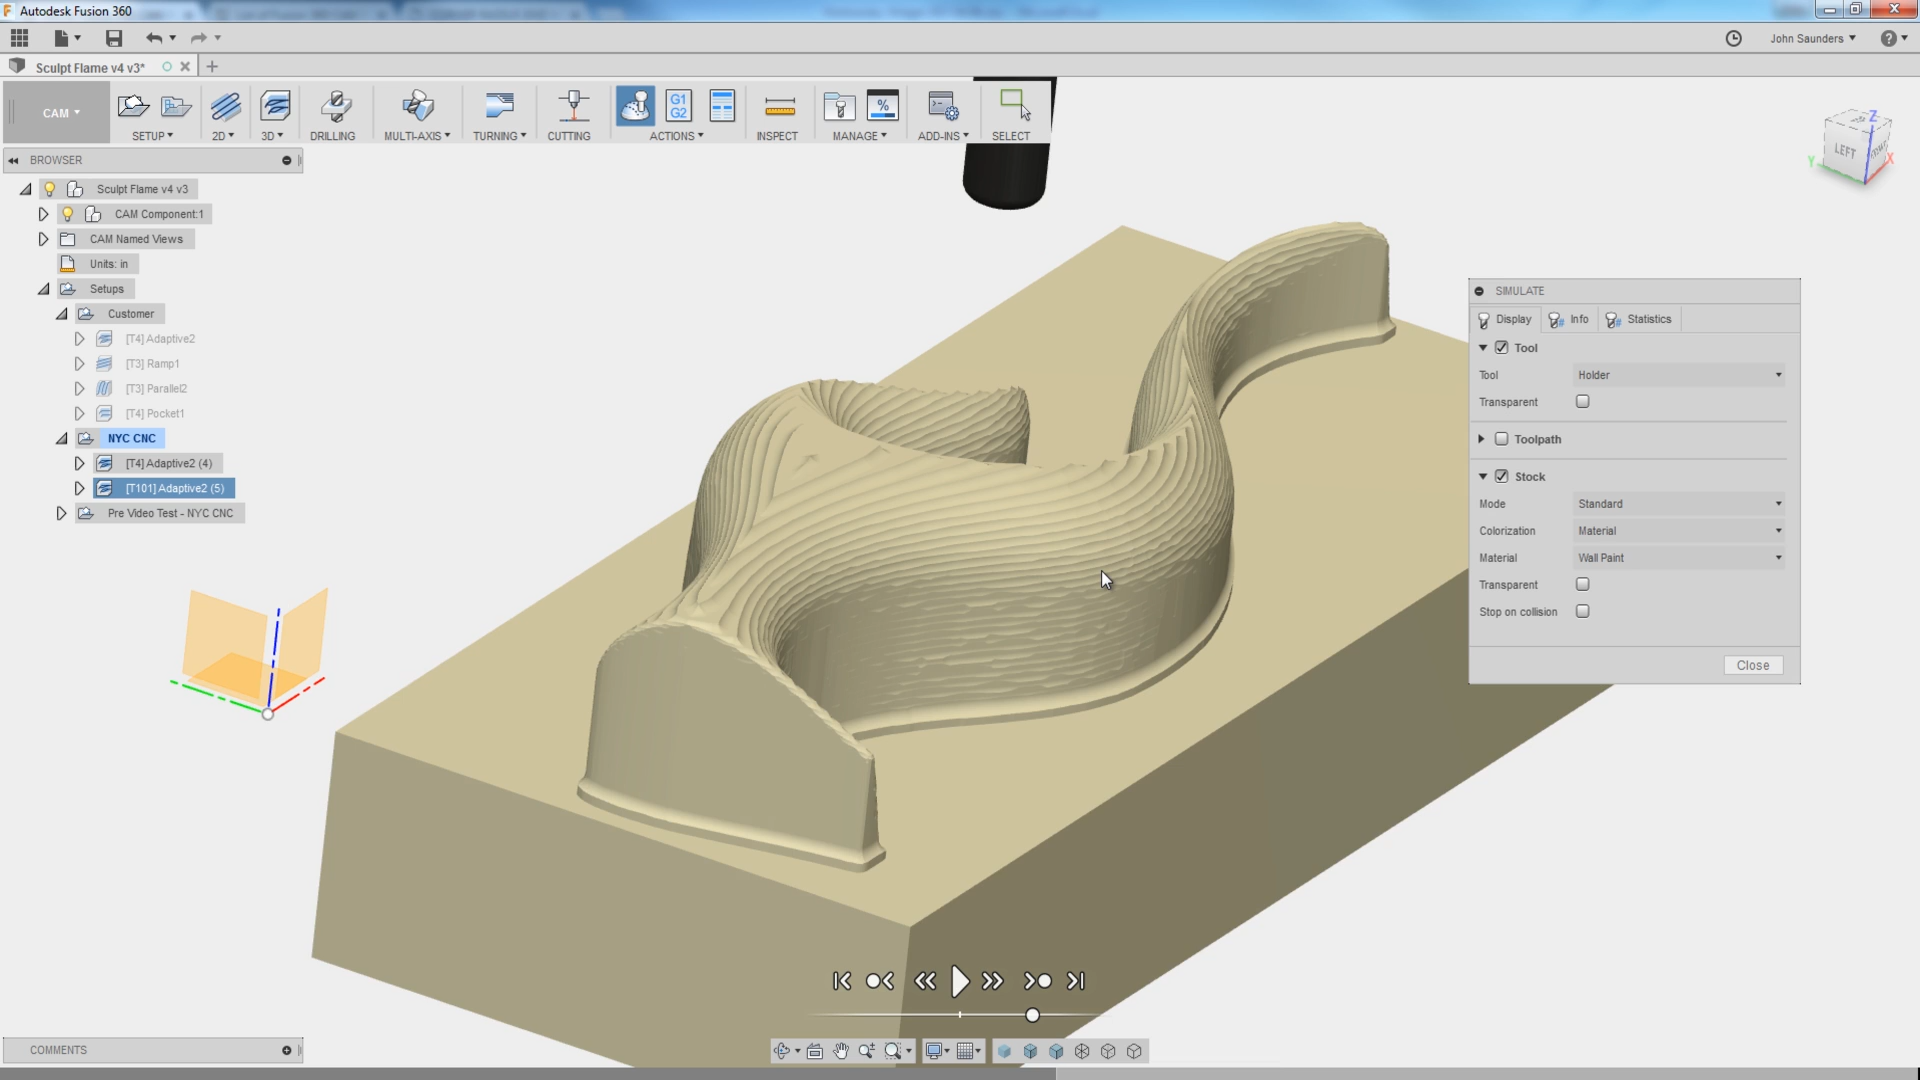 Autodesk Fusion 360
John Saunders
Sculpt Flame v4 v3*
CAM
SETUP
2D
3D
DRILLING
MULTI-AXIS
TURNING
CUTTING
G1
G2
ACTIONS
INSPECT
%
MANAGE
ADD-INS
SELECT
BROWSER
Sculpt Flame v4 v3
CAM Component:1
CAM Named Views
Units: in
Setups
Customer
[T4] Adaptive2
[T3] Ramp1
[T3] Parallel2
[T4] Pocket1
NYC CNC
[T4] Adaptive2 (4)
[T101] Adaptive2 (5)
Pre Video Test - NYC CNC
Z
LEFT
Y
X
SIMULATE
Display Info Statistics
Tool
Tool Holder
Transparent
Toolpath
Stock
Mode Standard
Colorization Material
Material Wall Paint
Transparent
Stop on collision
Close
COMMENTS